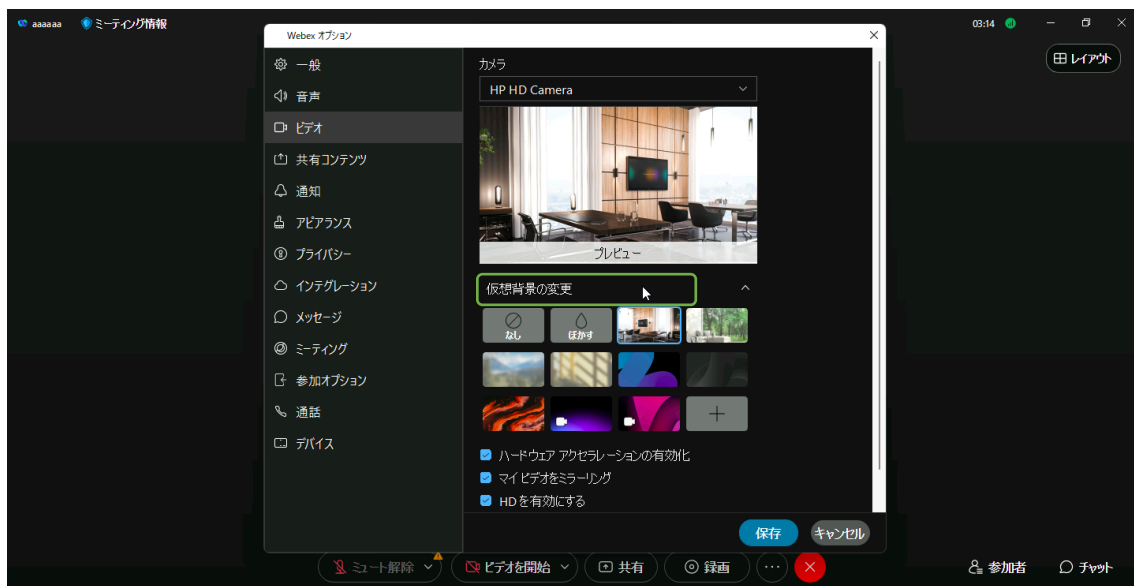 aaaaaa
ミーティング情報
03:14
レイアウト
Webex オプション
一般
音声
ビデオ
共有コンテンツ
通知
アピアランス
プライバシー
インテグレーション
メッセージ
ミーティング
参加オプション
通話
デバイス
カメラ
HP HD Camera
プレビュー
仮想背景の変更
なし
ぼかす
ハードウェア アクセラレーションの有効化
マイ ビデオをミラーリング
HD を有効にする
保存
キャンセル
ミュート解除
ビデオを開始
共有
録画
参加者
チャット